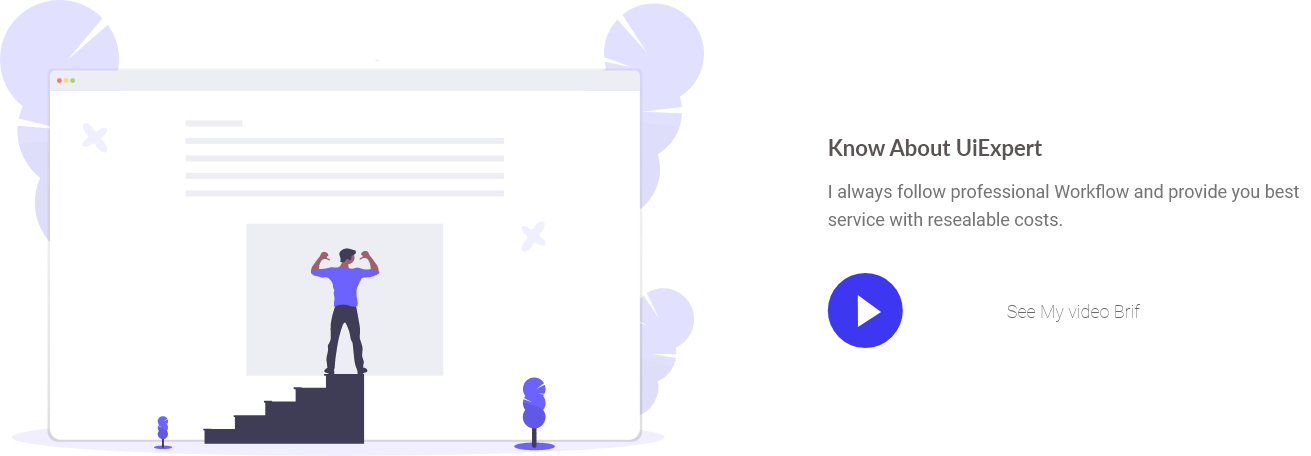 Know About UiExpert
I always follow professional Workflow and provide you best
service with resealable costs.
See My video Brif